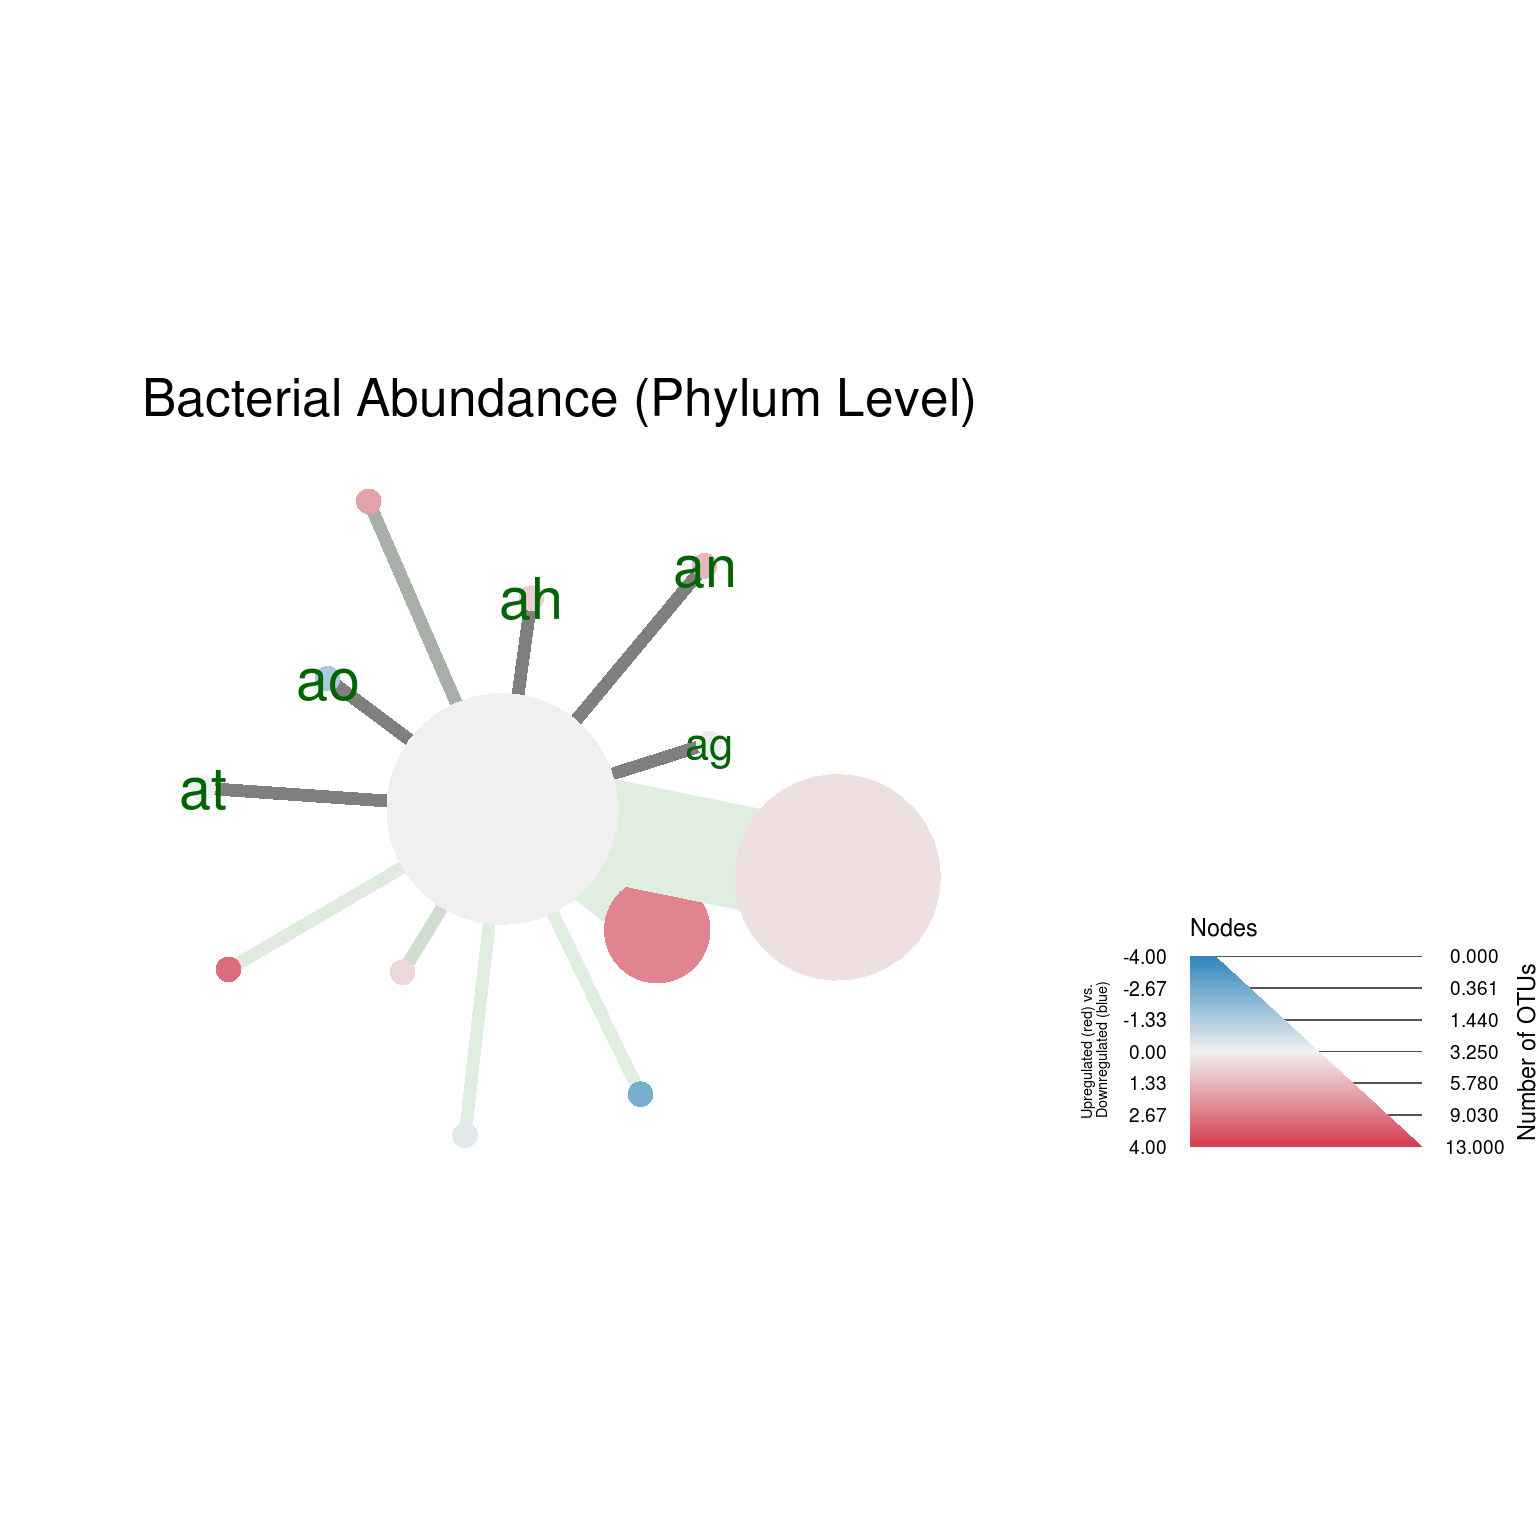 Bacterial Abundance (Phylum Level)
an
ah
ao
ag
at
Nodes
-4.00
-2.67
-1.33
0.00
1.33
2.67
4.00
0.000
0.361
1.440
3.250
5.780
9.030
13.000
Upregulated (red) vs.
Downregulated (blue)
Number of OTUs